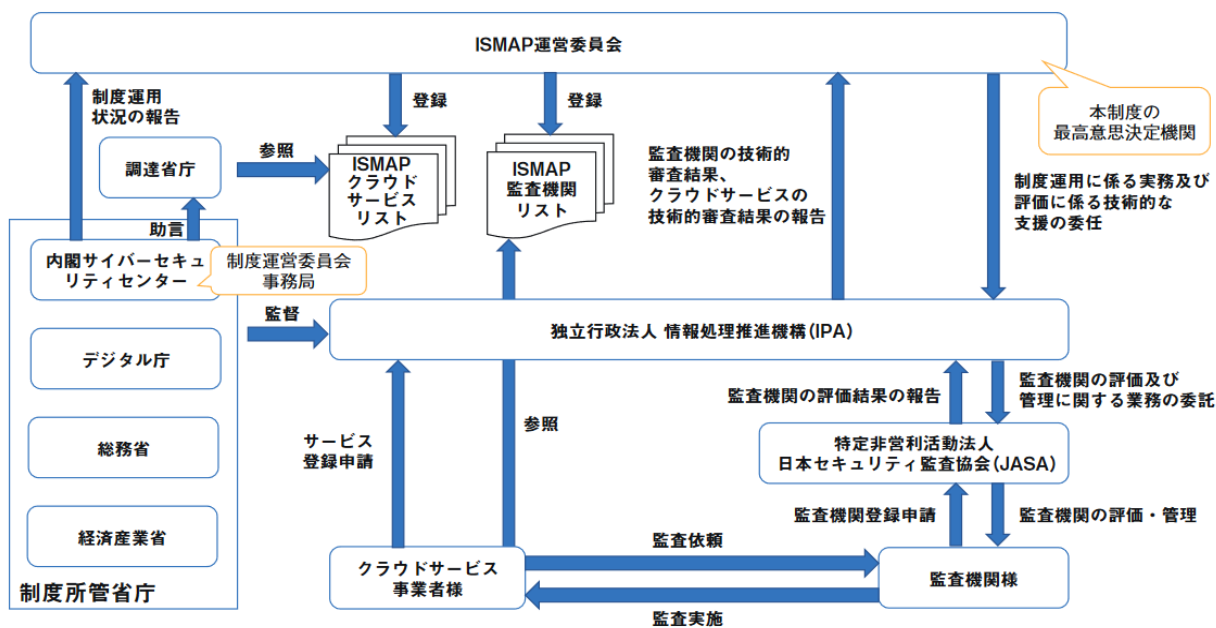 ISMAP運営委員会
制度運用
状況の報告
登録
登録
本制度の
最高意思決定機関
調達省庁
参照
ISMAP
クラウド
サービス
リスト
ISMAP
監査機関
リスト
監査機関の技術的
審査結果、
クラウドサービスの
技術的審査結果の報告
制度運用に係る実務及び
評価に係る技術的な
支援の委任
助言
内閣サイバーセキュ
リティセンター
制度運営委員会
事務局
監督
独立行政法人 情報処理推進機構(IPA)
デジタル庁
総務省
経済産業省
制度所管省庁
サービス
登録申請
参照
監査機関の評価結果の報告
監査機関の評価及び
管理に関する業務の委託
特定非営利活動法人
日本セキュリティ監査協会(JASA)
監査機関登録申請
監査機関の評価・管理
クラウドサービス
事業者様
監査依頼
監査実施
監査機関様